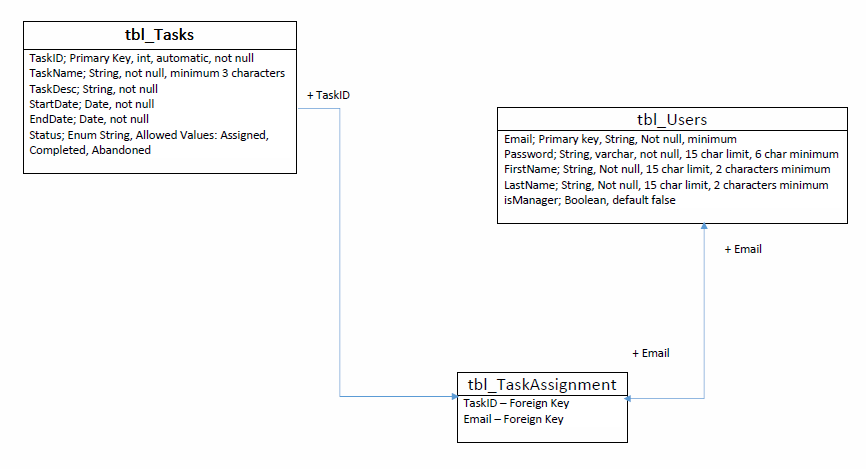 tbl_Tasks
TaskID; Primary Key, int, automatic, not null
TaskName; String, not null, minimum 3 characters
TaskDesc; String, not null
StartDate; Date, not null
EndDate; Date, not null
Status; Enum String, Allowed Values: Assigned,
Completed, Abandoned
+ TaskID
tbl_Users
Email; Primary key, String, Not null, minimum
Password; String, varchar, not null, 15 char limit, 6 char minimum
FirstName; String, Not null, 15 char limit, 2 characters minimum
LastName; String, Not null, 15 char limit, 2 characters minimum
isManager; Boolean, default false
+ Email
+ Email
tbl_TaskAssignment
TaskID – Foreign Key
Email – Foreign Key